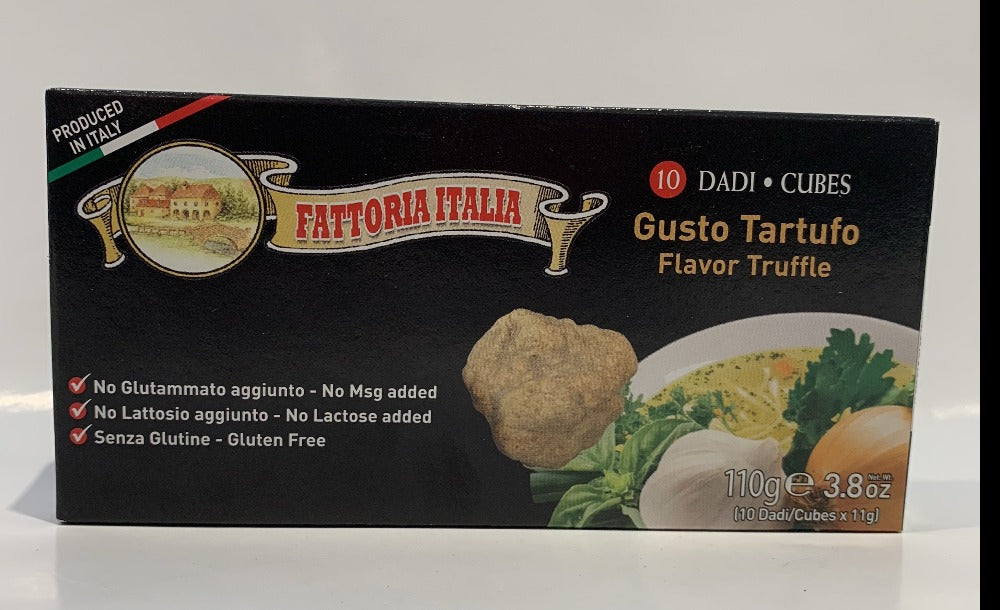 PRODUCED
IN ITALY
FATTORIA ITALIA
10 DADI • CUBES
Gusto Tartufo
Flavor Truffle
No Glutammato aggiunto - No Msg added
No Lattosio aggiunto - No Lactose added
Senza Glutine - Gluten Free
Net. Wt.
110g ℮ 3.8oz
(10 Dadi/Cubes x 11g)